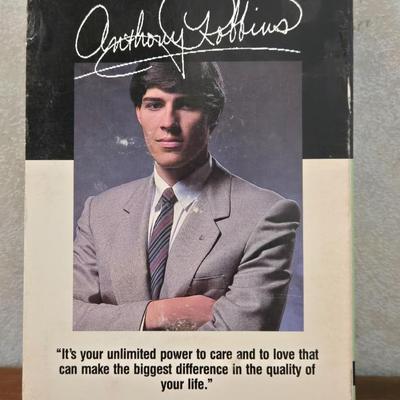 Anthony Robbins
"It's your unlimited power to care and to love that
can make the biggest difference in the quality of
your life."